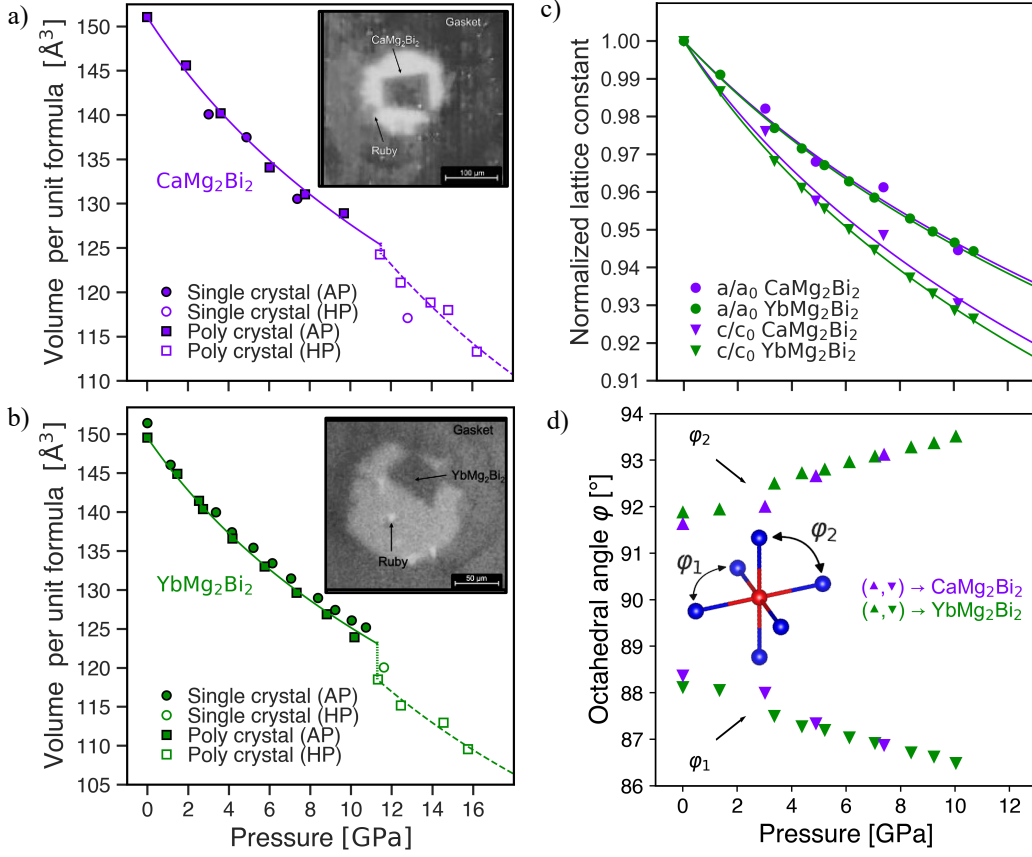 a)
Volume per unit formula [Å³]
150
145
140
135
130
125
120
115
110
Gasket
CaMg₂Bi₂
Ruby
100 μm
CaMg₂Bi₂
Single crystal (AP)
Single crystal (HP)
Poly crystal (AP)
Poly crystal (HP)
b)
Volume per unit formula [Å³]
150
145
140
135
130
125
120
115
110
105
Gasket
YbMg₂Bi₂
Ruby
50 μm
YbMg₂Bi₂
Single crystal (AP)
Single crystal (HP)
Poly crystal (AP)
Poly crystal (HP)
0 2 4 6 8 10 12 14 16
Pressure [GPa]
c)
Normalized lattice constant
1.00
0.99
0.98
0.97
0.96
0.95
0.94
0.93
0.92
0.91
a/a₀ CaMg₂Bi₂
a/a₀ YbMg₂Bi₂
c/c₀ CaMg₂Bi₂
c/c₀ YbMg₂Bi₂
d)
Octahedral angle φ [°]
94
93
92
91
90
89
88
87
86
φ₂
φ₂
φ₁
(▲,▼) → CaMg₂Bi₂
(▲,▼) → YbMg₂Bi₂
φ₁
0 2 4 6 8 10 12
Pressure [GPa]